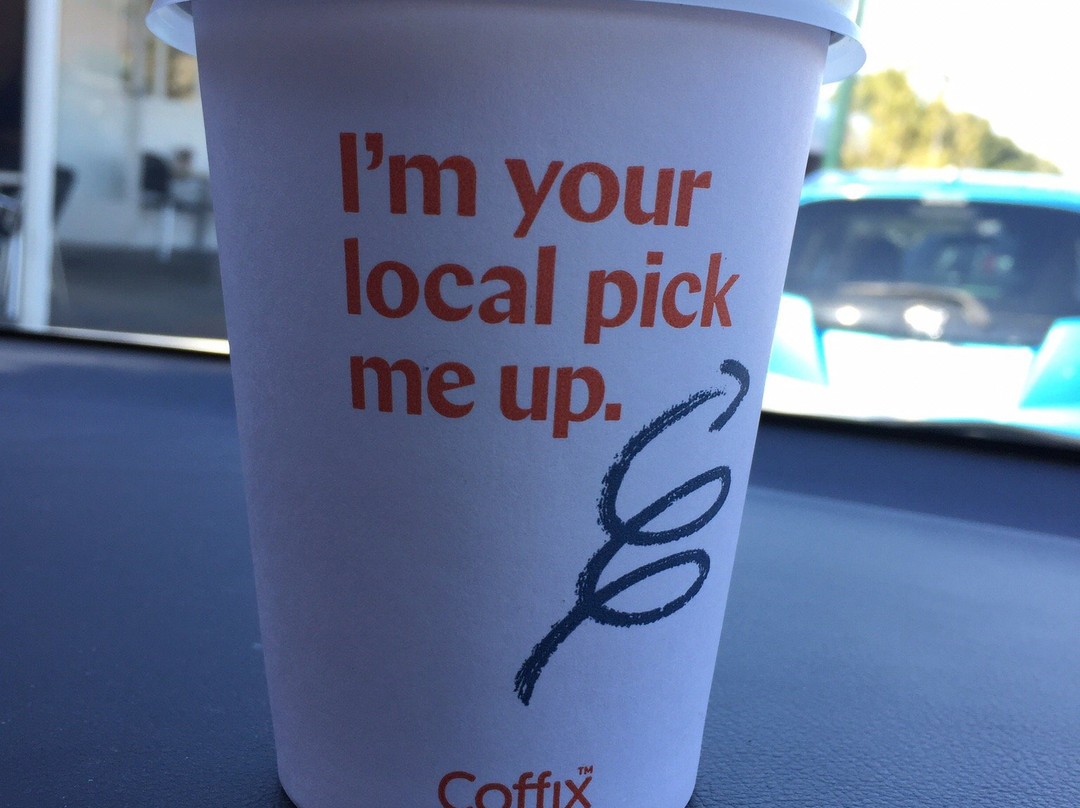 I'm your
local pick
me up.
Coffix™